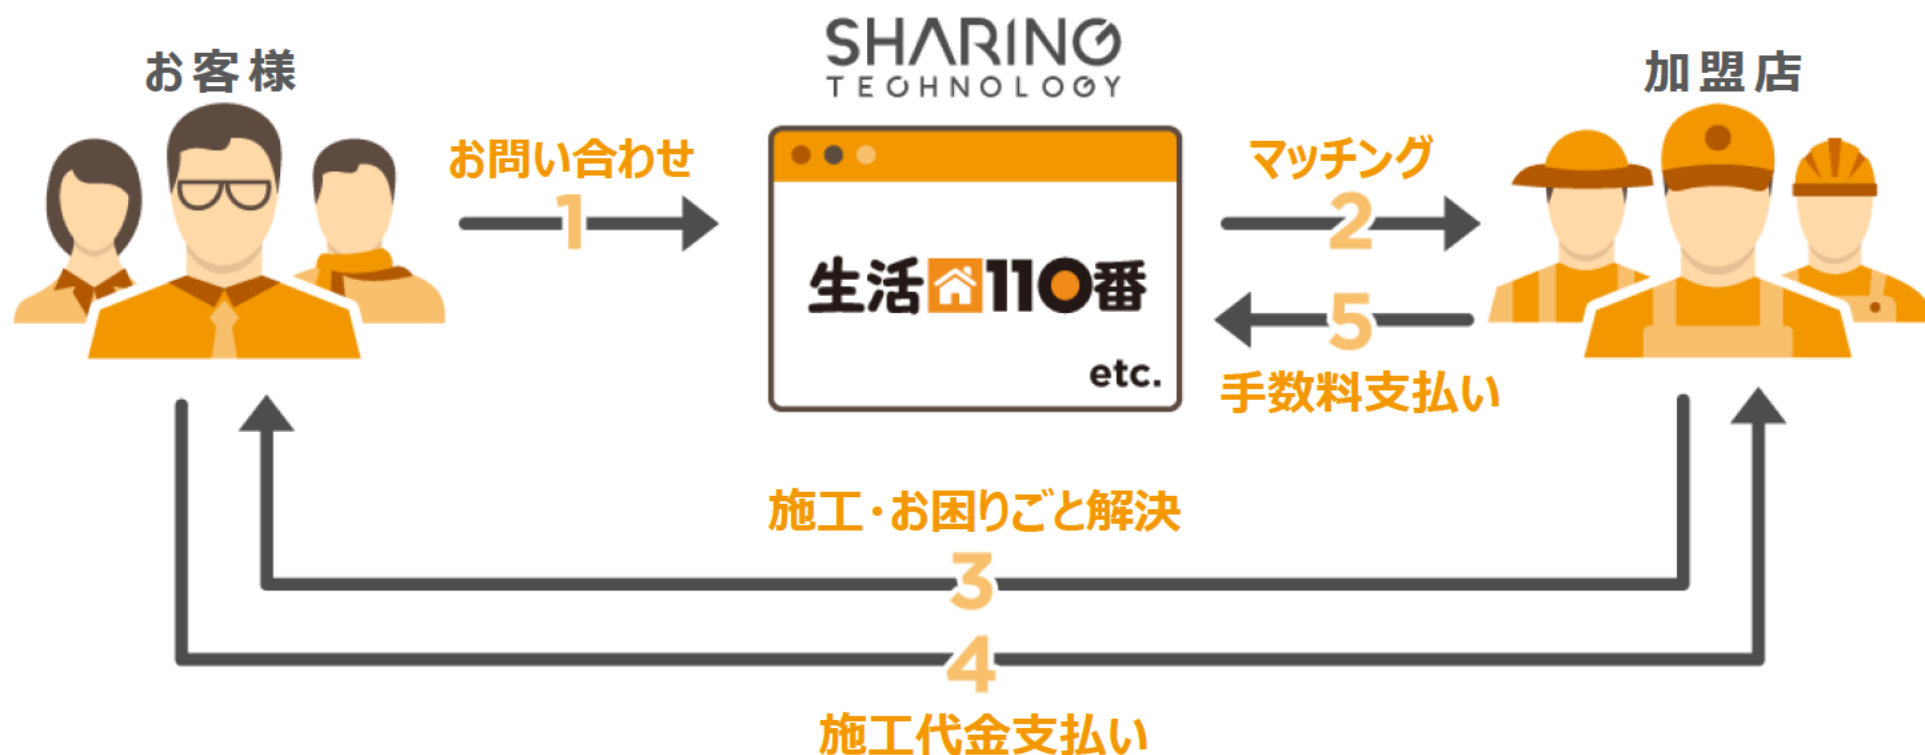 SHARING
TECHNOLOGY
お客様
加盟店
お問い合わせ
1
マッチング
2
生活110番
etc.
5
手数料支払い
施工・お困りごと解決
3
4
施工代金支払い